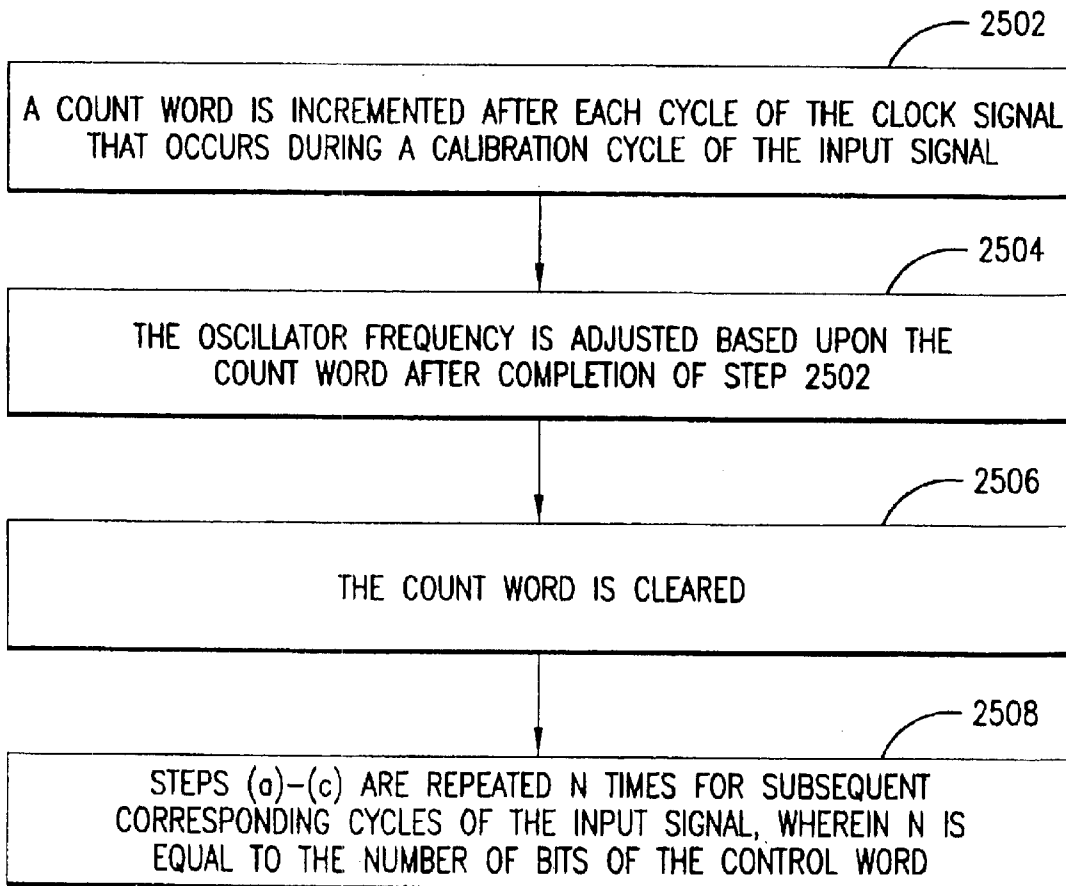 2502
A COUNT WORD IS INCREMENTED AFTER EACH CYCLE OF THE CLOCK SIGNAL
THAT OCCURS DURING A CALIBRATION CYCLE OF THE INPUT SIGNAL
2504
THE OSCILLATOR FREQUENCY IS ADJUSTED BASED UPON THE
COUNT WORD AFTER COMPLETION OF STEP 2502
2506
THE COUNT WORD IS CLEARED
2508
STEPS (a)-(c) ARE REPEATED N TIMES FOR SUBSEQUENT
CORRESPONDING CYCLES OF THE INPUT SIGNAL, WHEREIN N IS
EQUAL TO THE NUMBER OF BITS OF THE CONTROL WORD